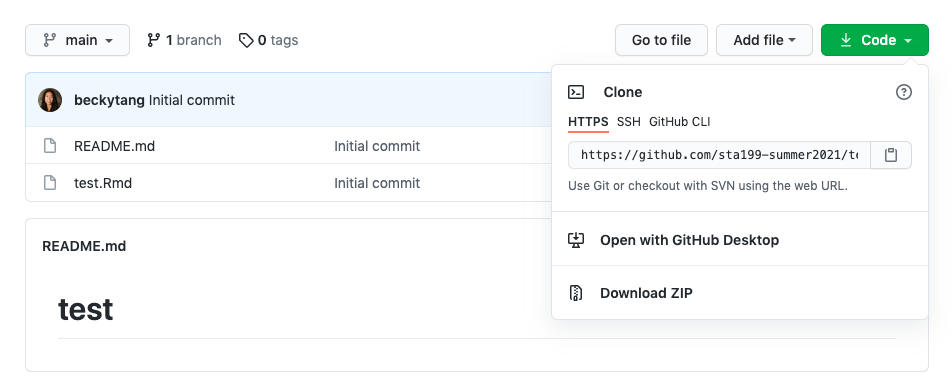 main 1 branch 0 tags Go to file Add file Code
beckytang Initial commit
README.md Initial commit
test.Rmd Initial commit
README.md
test
Clone
HTTPS SSH GitHub CLI
https://github.com/sta199-summer2021/te
Use Git or checkout with SVN using the web URL.
Open with GitHub Desktop
Download ZIP